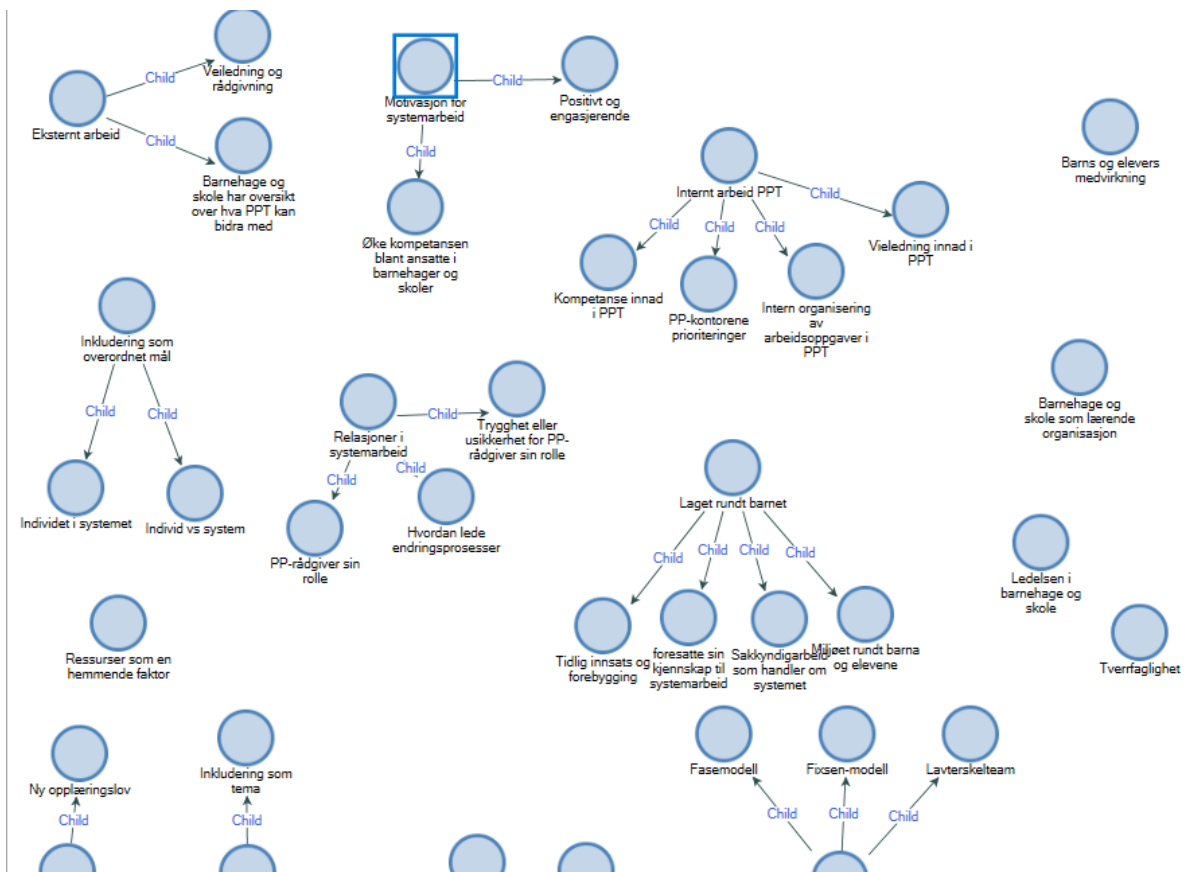 Child
Veiledning og
rådgivning
Eksternt arbeid
Child
Barnehage og
skole har oversikt
over hva PPT kan
bidra med
Motivasjon for
systemarbeid
Child
Positivt og
engasjerende
Child
Øke kompetansen
blant ansatte i
barnehager og
skoler
Internt arbeid PPT
Child
Child
Child
Child
Vieledning innad i
PPT
Kompetanse innad
i PPT
PP-kontorene
prioriteringer
Intern organisering
av
arbeidsoppgaver i
PPT
Barns og elevers
medvirkning
Inkludering som
overordnet mål
Child
Child
Individet i systemet
Individ vs system
Relasjoner i
systemarbeid
Child
Trygghet eller
usikkerhet for PP-
rådgiver sin rolle
Child
Child
PP-rådgiver sin
rolle
Hvordan lede
endringsprosesser
Barnehage og
skole som lærende
organisasjon
Laget rundt barnet
Child
Child
Child
Child
Tidlig innsats og
forebygging
foresatte sin
kjennskap til
systemarbeid
Sakkyndigarbeid
som handler om
systemet
Miljøet rundt barna
og elevene
Ledelsen i
barnehage og
skole
Tverrfaglighet
Ressurser som en
hemmende faktor
Ny opplæringslov
Child
Inkludering som
tema
Child
Fasemodell
Fixsen-modell
Lavterskelteam
Child
Child
Child